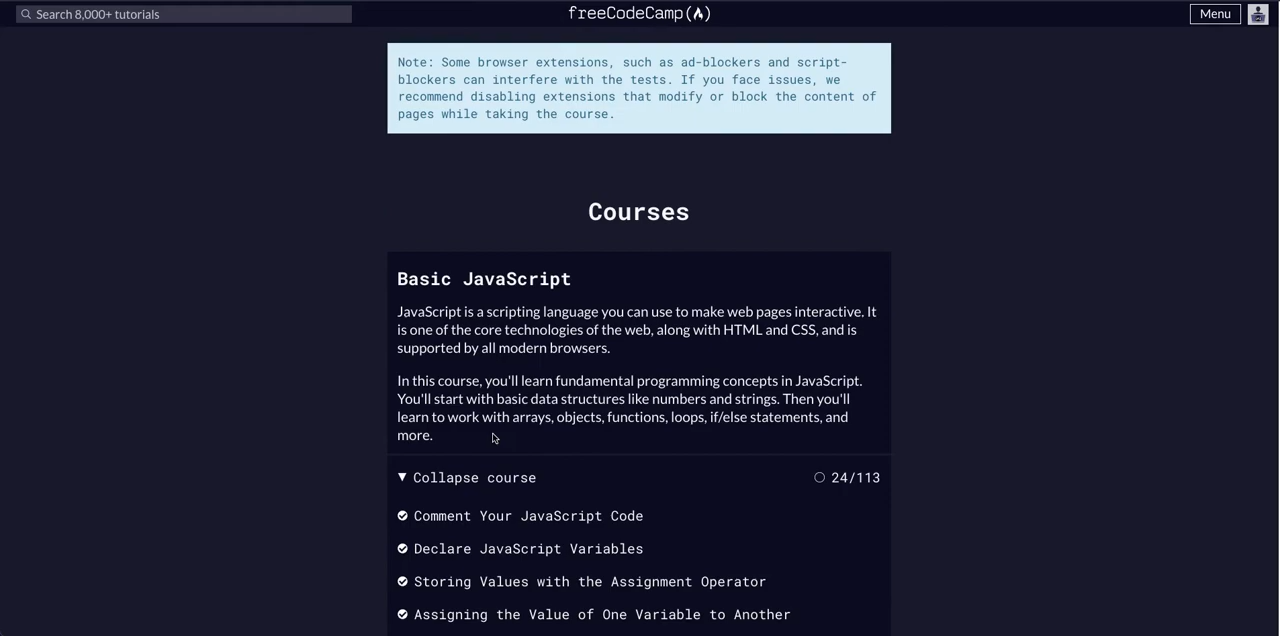 Search 8,000+ tutorials
freeCodeCamp
Menu
Note: Some browser extensions, such as ad-blockers and script-
blockers can interfere with the tests. If you face issues, we
recommend disabling extensions that modify or block the content of
pages while taking the course.
Courses
Basic JavaScript
JavaScript is a scripting language you can use to make web pages interactive. It
is one of the core technologies of the web, along with HTML and CSS, and is
supported by all modern browsers.
In this course, you'll learn fundamental programming concepts in JavaScript.
You'll start with basic data structures like numbers and strings. Then you'll
learn to work with arrays, objects, functions, loops, if/else statements, and
more.
Collapse course 24/113
Comment Your JavaScript Code
Declare JavaScript Variables
Storing Values with the Assignment Operator
Assigning the Value of One Variable to Another